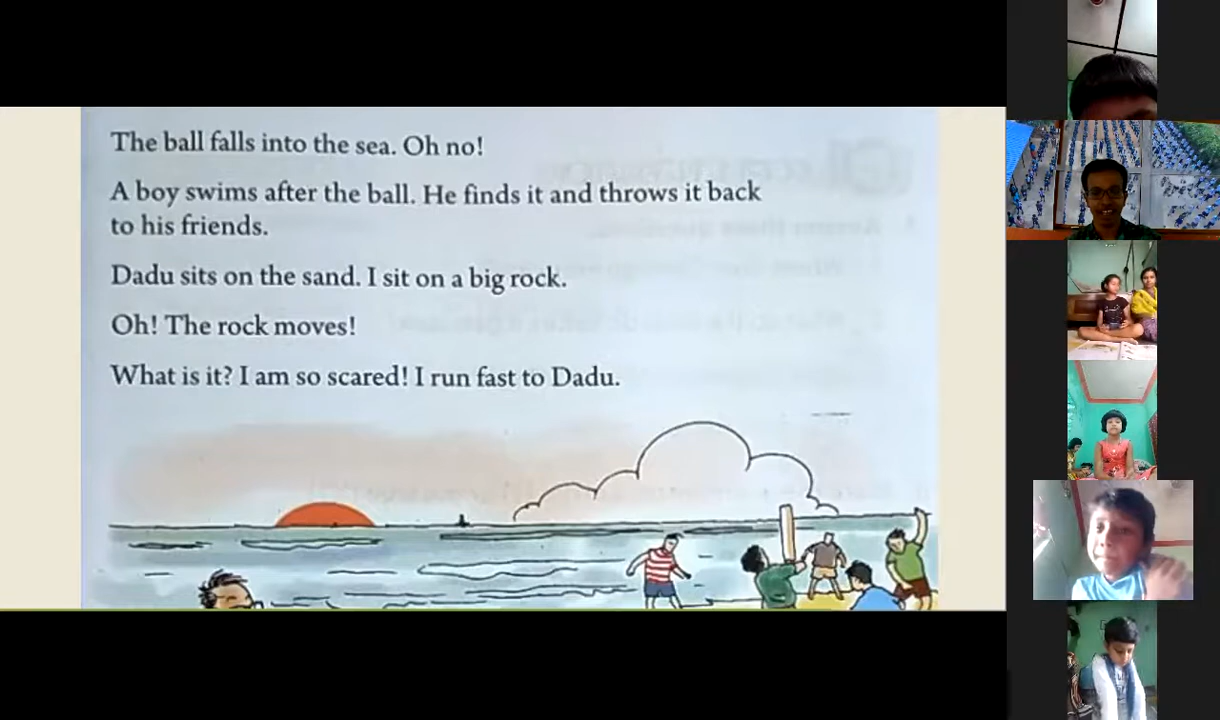 The ball falls into the sea. Oh no!
A boy swims after the ball. He finds it and throws it back
to his friends.
Dadu sits on the sand. I sit on a big rock.
Oh! The rock moves!
What is it? I am so scared! I run fast to Dadu.